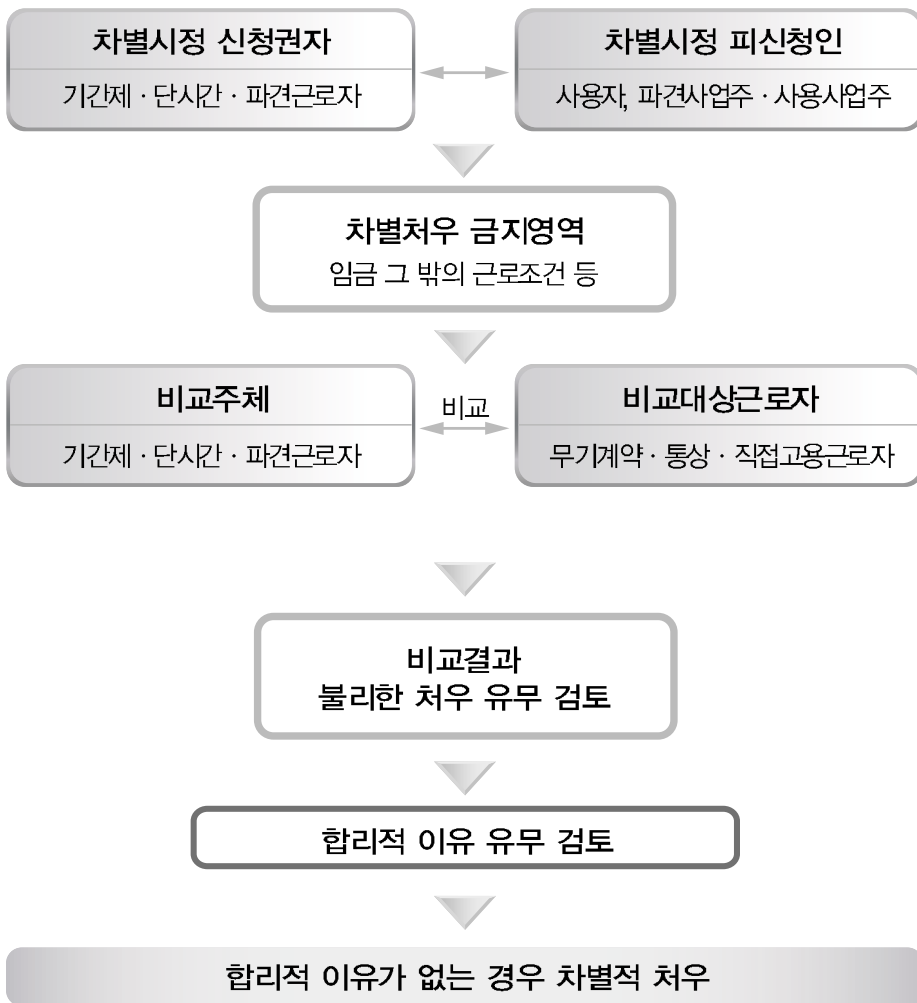 차별시정 신청권자
기간제 · 단시간 · 파견근로자
차별시정 피신청인
사용자, 파견사업주 · 사용사업주
차별처우 금지영역
임금 그 밖의 근로조건 등
비교주체
기간제 · 단시간 · 파견근로자
비교
비교대상근로자
무기계약 · 통상 · 직접고용근로자
비교결과
불리한 처우 유무 검토
합리적 이유 유무 검토
합리적 이유가 없는 경우 차별적 처우